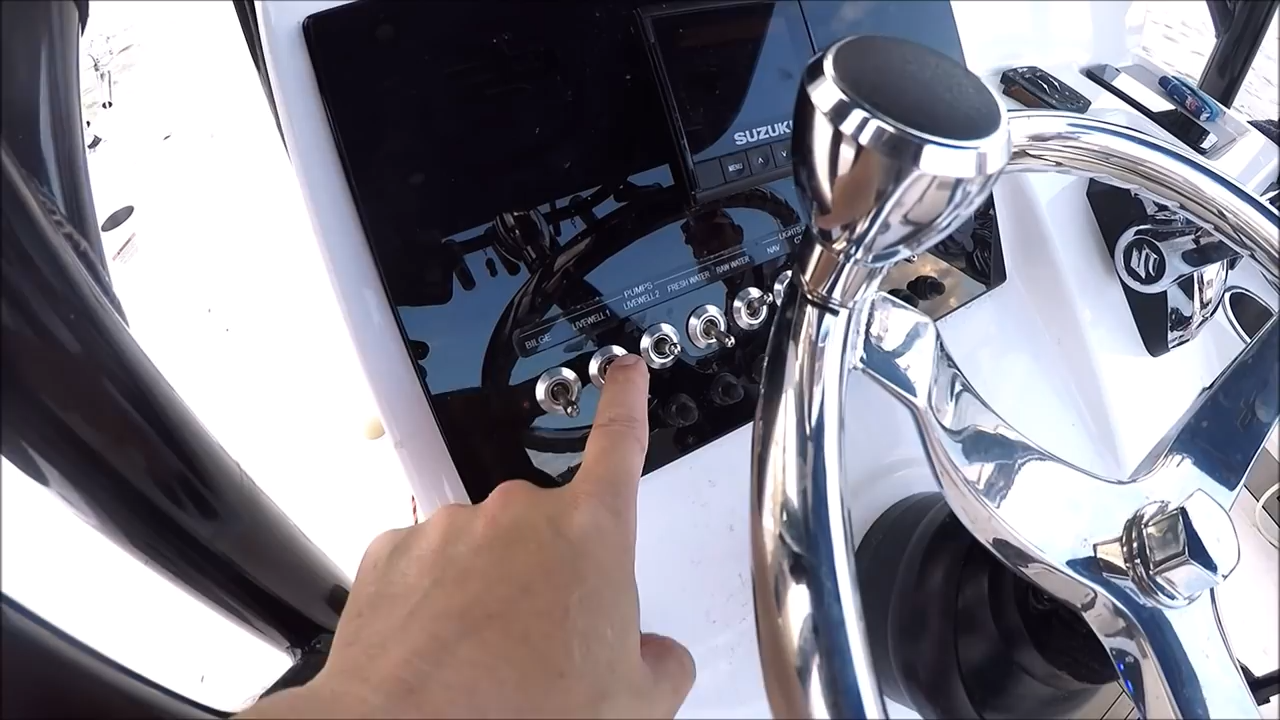 SUZUKI
MENU
LIGHTS
PUMPS
NAV
RAW WATER
FRESH WATER
LIVEWELL 2
LIVEWELL 1
BILGE